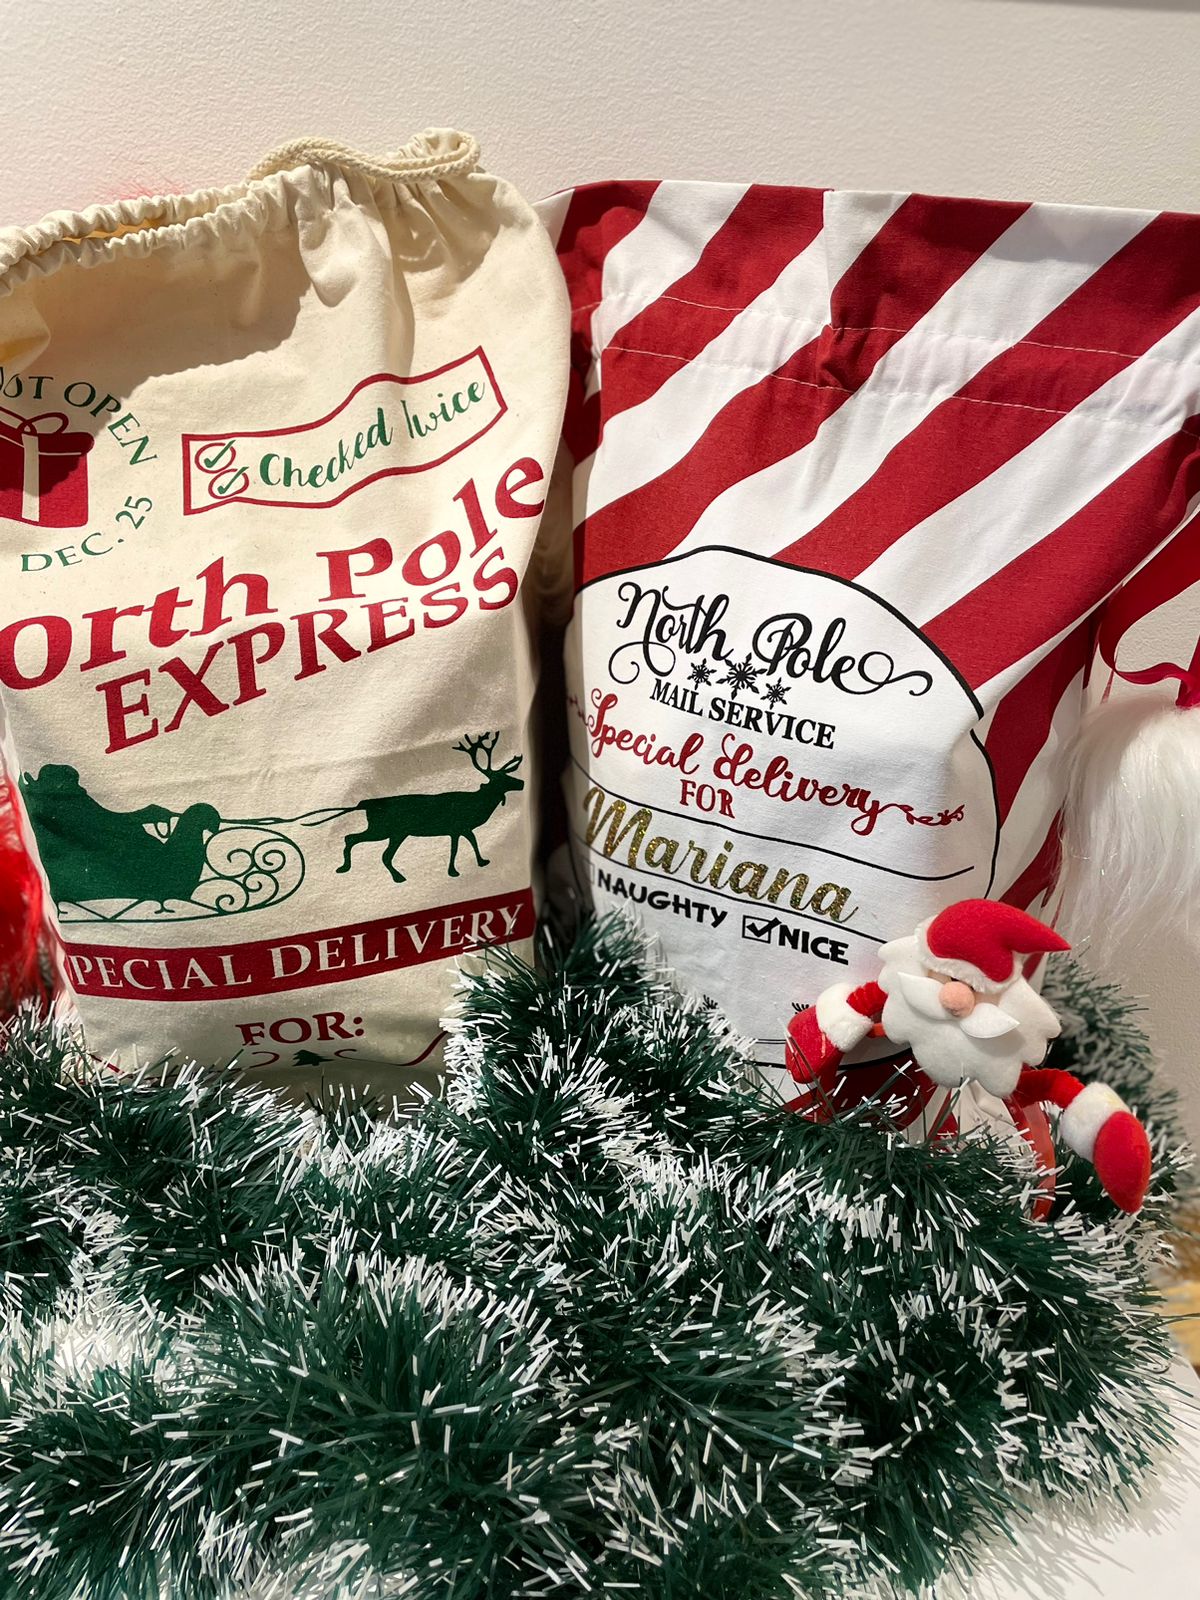 OPEN
DEC. 25
Checked Twice
orth Pole
EXPRESS
PECIAL DELIVERY
FOR:
North Pole
MAIL SERVICE
Special delivery
FOR
Mariana
NAUGHTY NICE